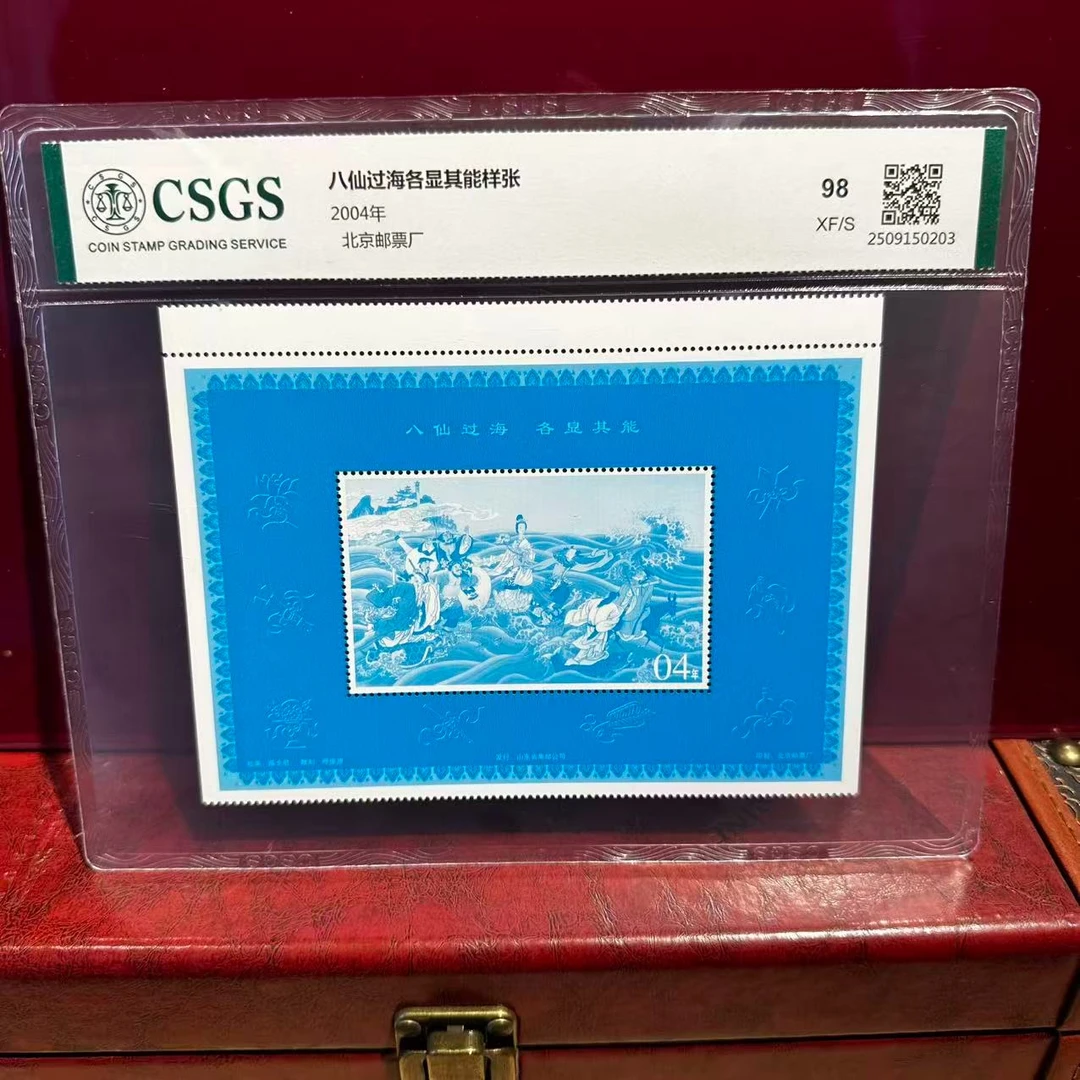 CSGS
COIN STAMP GRADING SERVICE
八仙过海各显其能样张
2004年
北京邮票厂
98
XF/S
2509150203
八仙过海 各显其能
04年